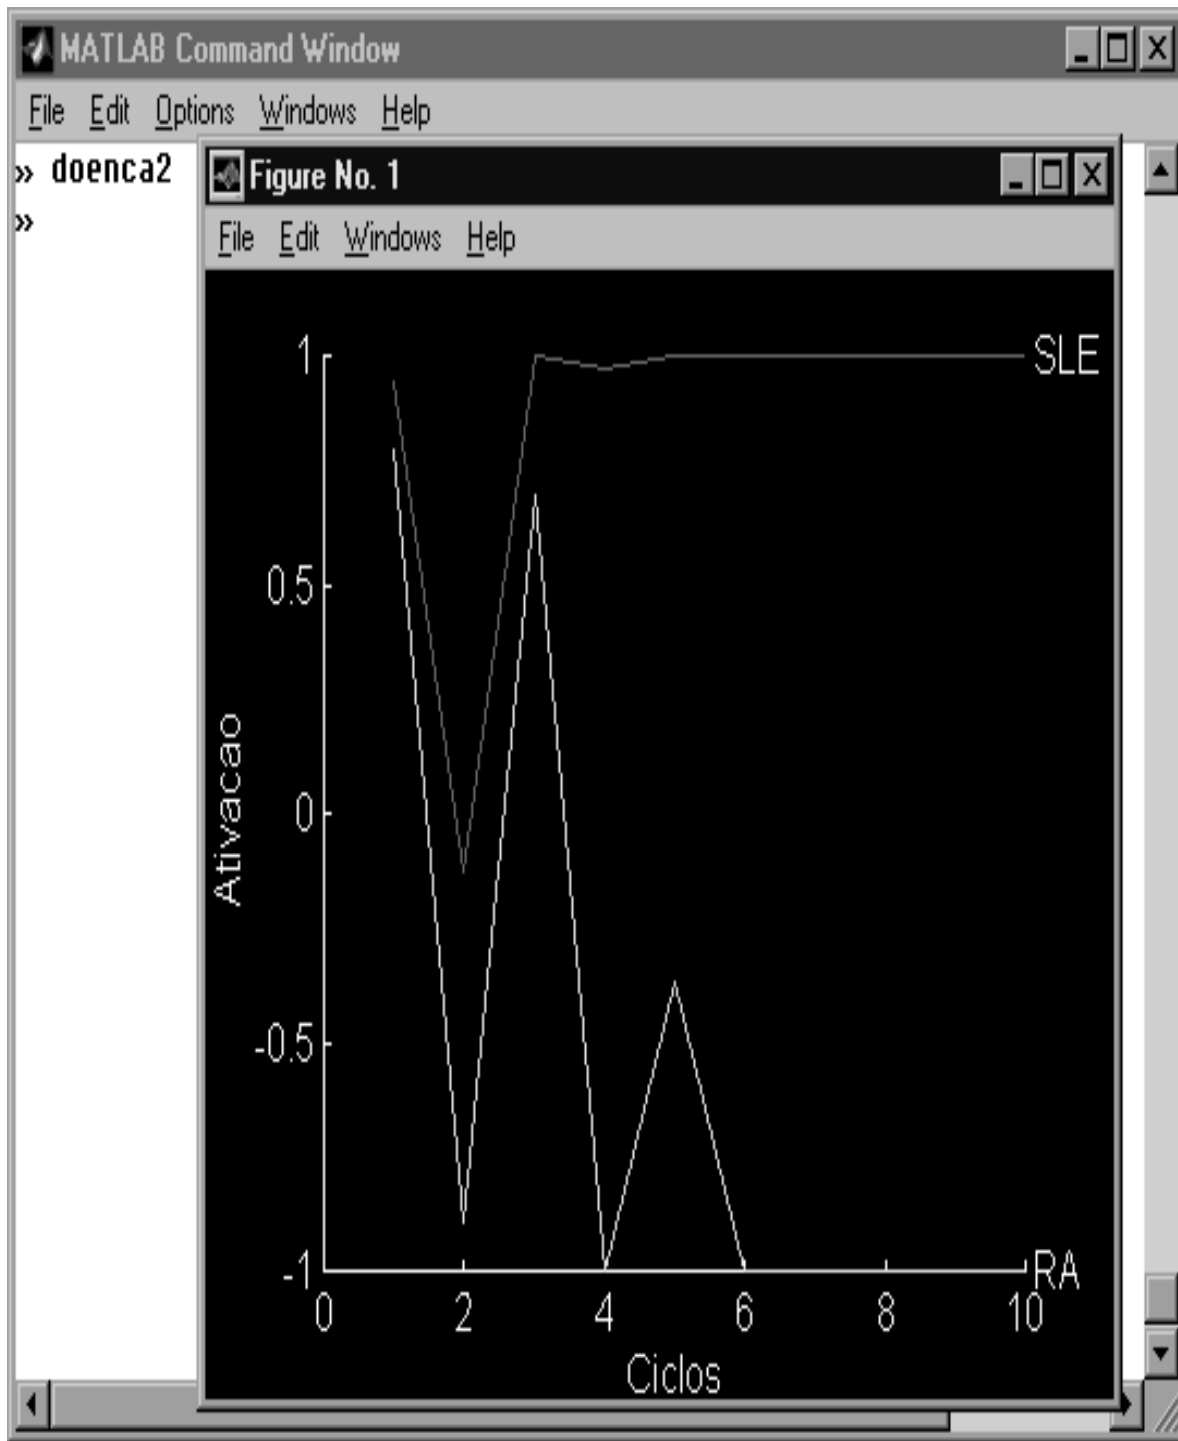 MATLAB Command Window
File Edit Options Windows Help
» doenca2
»
Figure No. 1
File Edit Windows Help
1
SLE
0.5
0
Ativacao
-0.5
-1
RA
0 2 4 6 8 10
Ciclos